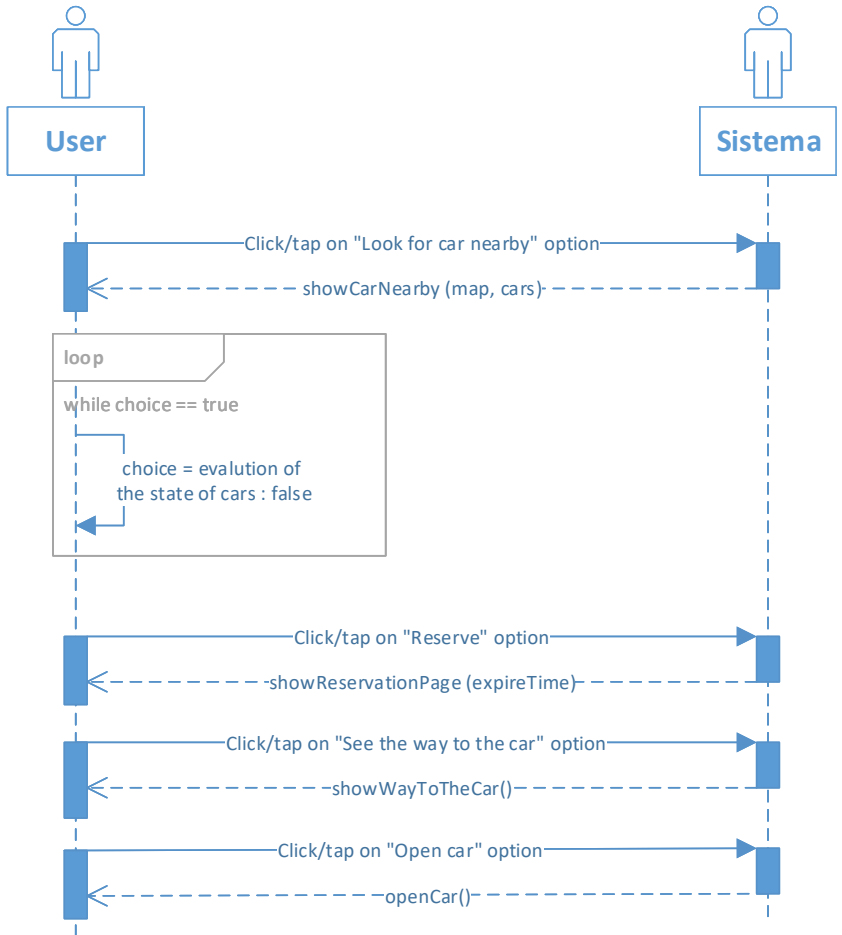 User
Sistema
Click/tap on "Look for car nearby" option
showCarNearby (map, cars)
loop
while choice == true
choice = evalution of
the state of cars : false
Click/tap on "Reserve" option
showReservationPage (expireTime)
Click/tap on "See the way to the car" option
showWayToTheCar()
Click/tap on "Open car" option
openCar()